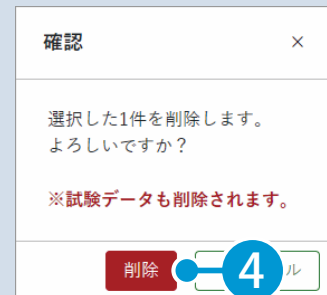 確認 ×
選択した1件を削除します。
よろしいですか？
※試験データも削除されます。
削除 4 ル